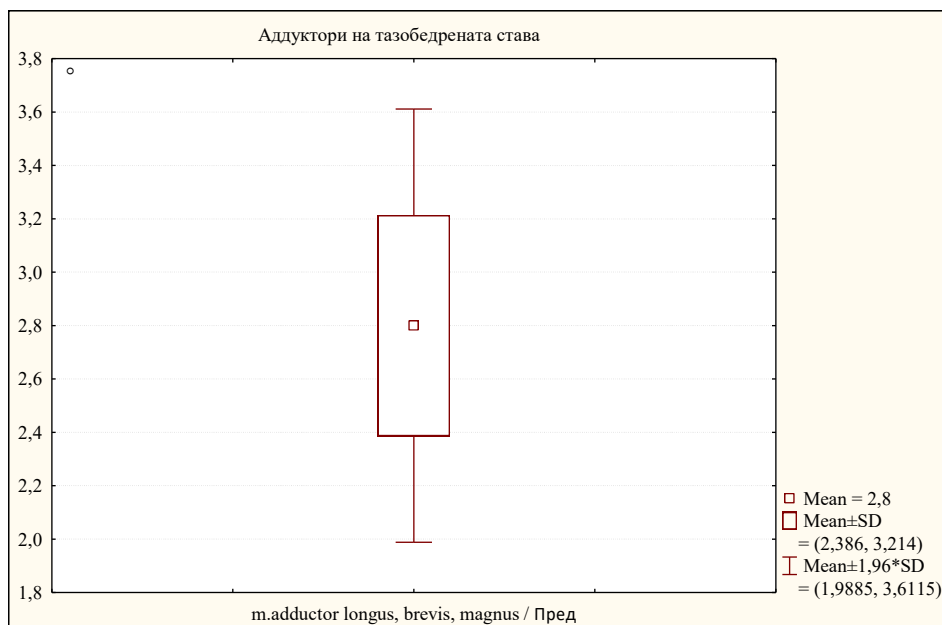 Аддуктори на тазобедрената става
3,8
3,6
3,4
3,2
3,0
2,8
2,6
2,4
2,2
2,0
1,8
m.adductor longus, brevis, magnus / Пред
Mean = 2,8
Mean±SD
= (2,386, 3,214)
Mean±1,96*SD
= (1,9885, 3,6115)